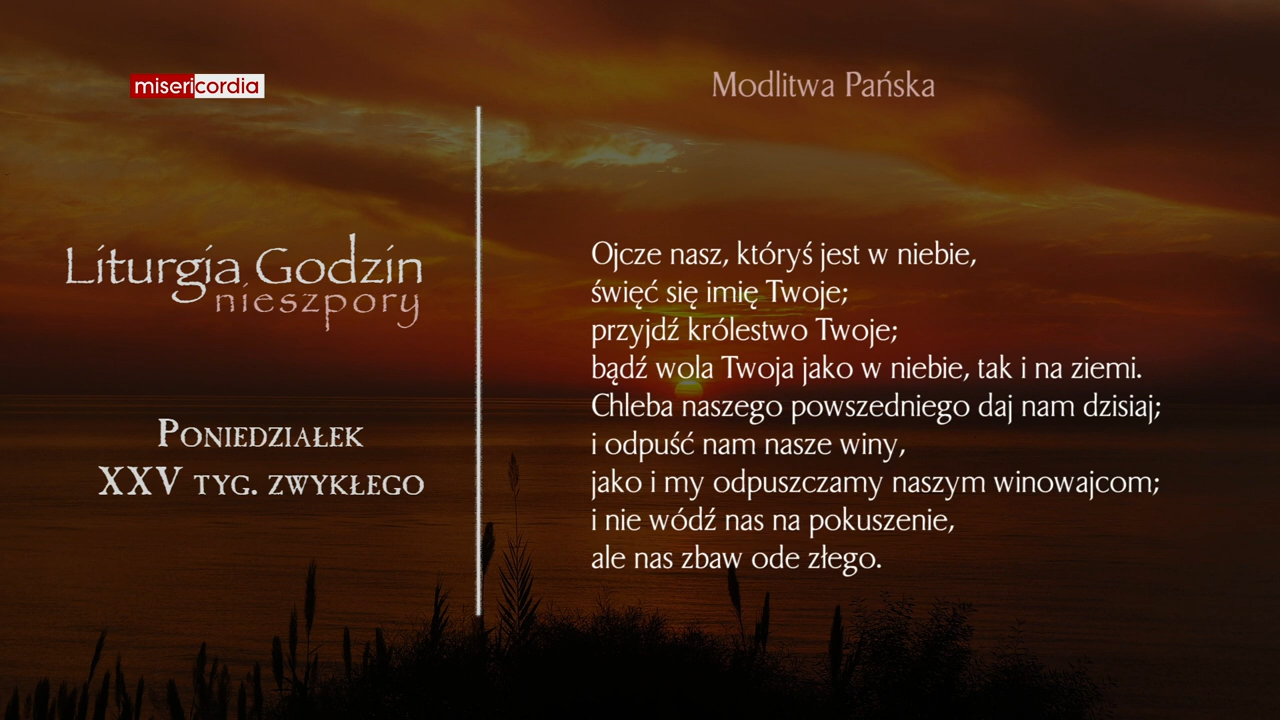 misericordia
Liturgia Godzin
nieszpory
Poniedziałek
XXV tyg. zwykłego
Modlitwa Pańska
Ojcze nasz, któryś jest w niebie,
święć się imię Twoje;
przyjdź królestwo Twoje;
bądź wola Twoja jako w niebie, tak i na ziemi.
Chleba naszego powszedniego daj nam dzisiaj;
i odpuść nam nasze winy,
jako i my odpuszczamy naszym winowajcom;
i nie wódź nas na pokuszenie,
ale nas zbaw ode złego.